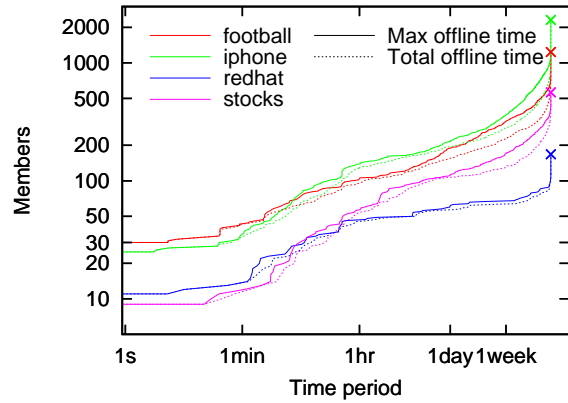 football Max offline time
iphone Total offline time
redhat
stocks
Members
2000
1000
500
200
100
50
30
20
10
1s 1min 1hr 1day 1week
Time period